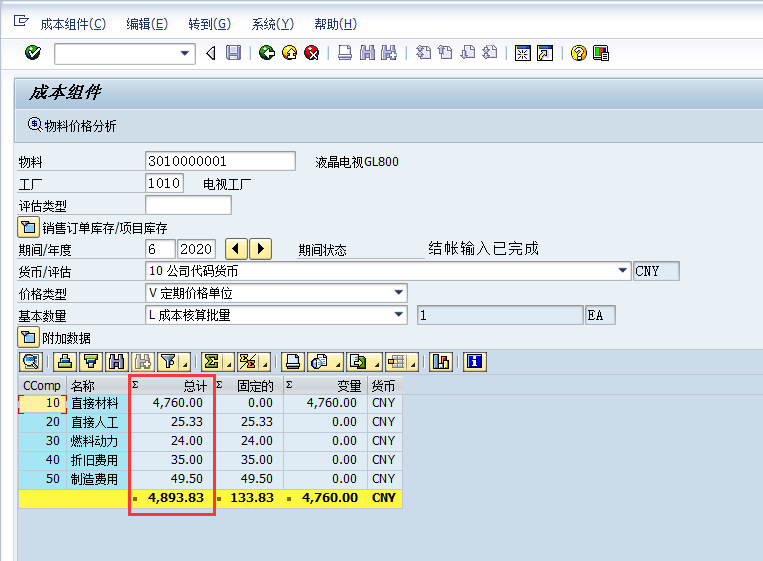 成本组件(C) 编辑(E) 转到(G) 系统(Y) 帮助(H)
成本组件
物料价格分析
物料 3010000001 液晶电视GL800
工厂 1010 电视工厂
评估类型
销售订单库存/项目库存
期间/年度 6 2020 期间状态 结帐输入已完成
货币/评估 10 公司代码货币 CNY
价格类型 V 定期价格单位
基本数量 L 成本核算批量 1 EA
附加数据
CComp 名称 Σ 总计 Σ 固定的 Σ 变量 货币
10 直接材料 4,760.00 0.00 4,760.00 CNY
20 直接人工 25.33 25.33 0.00 CNY
30 燃料动力 24.00 24.00 0.00 CNY
40 折旧费用 35.00 35.00 0.00 CNY
50 制造费用 49.50 49.50 0.00 CNY
4,893.83 133.83 4,760.00 CNY